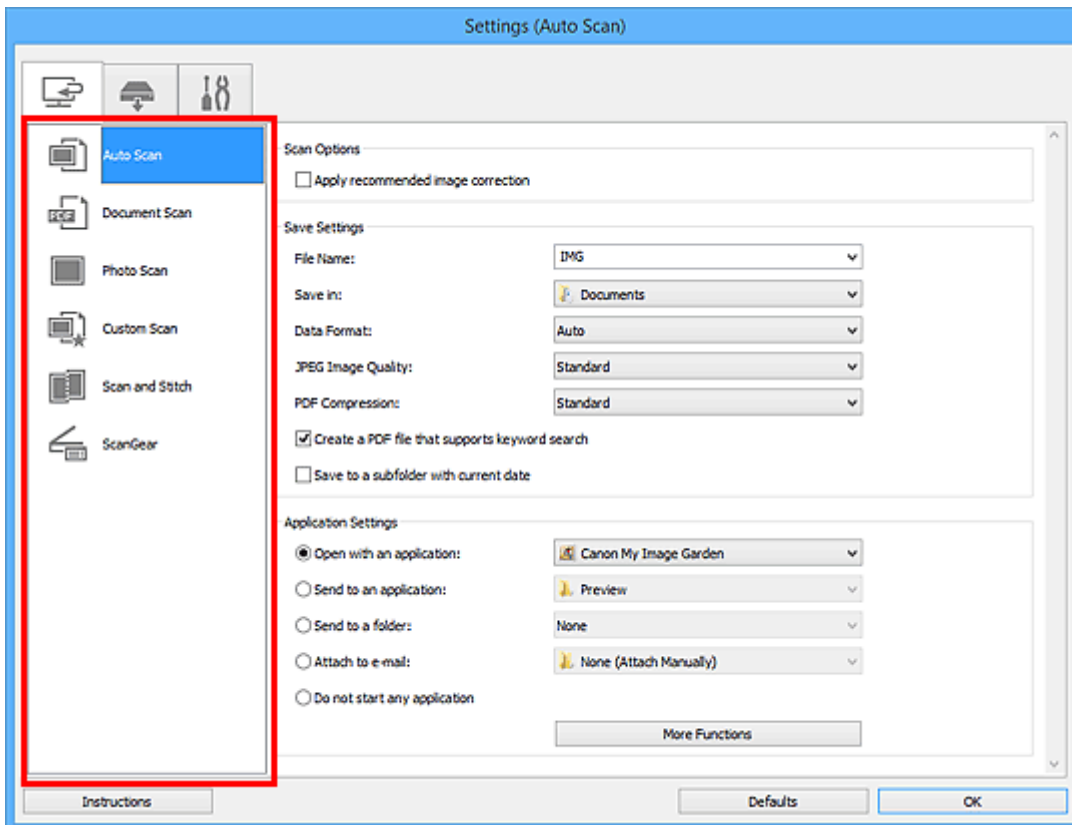 Settings (Auto Scan)
Auto Scan
Document Scan
Photo Scan
Custom Scan
Scan and Stitch
ScanGear
Scan Options
Apply recommended image correction
Save Settings
File Name: IMG
Save in: Documents
Data Format: Auto
JPEG Image Quality: Standard
PDF Compression: Standard
Create a PDF file that supports keyword search
Save to a subfolder with current date
Application Settings
Open with an application: Canon My Image Garden
Send to an application: Preview
Send to a folder: None
Attach to e-mail: None (Attach Manually)
Do not start any application
More Functions
Instructions Defaults OK